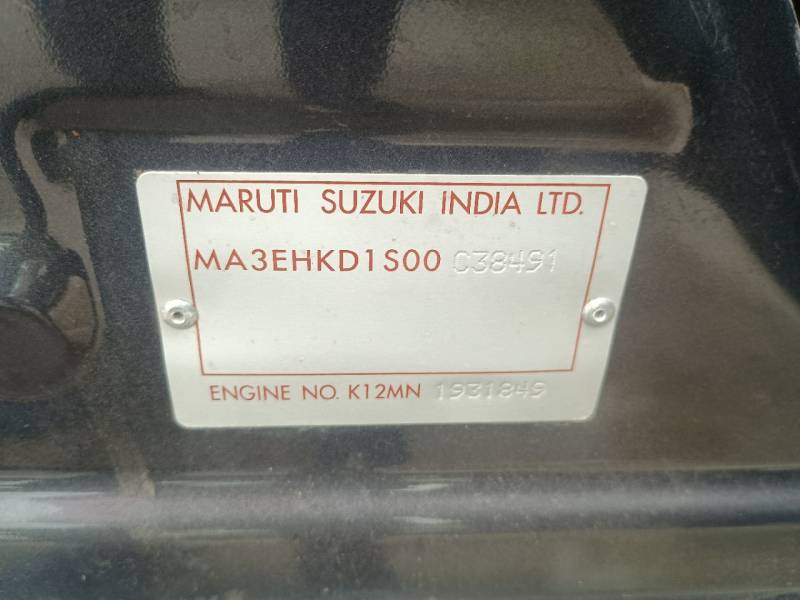 MARUTI SUZUKI INDIA LTD.
MA3EHKD1S00 C38491
ENGINE NO. K12MN 1931849